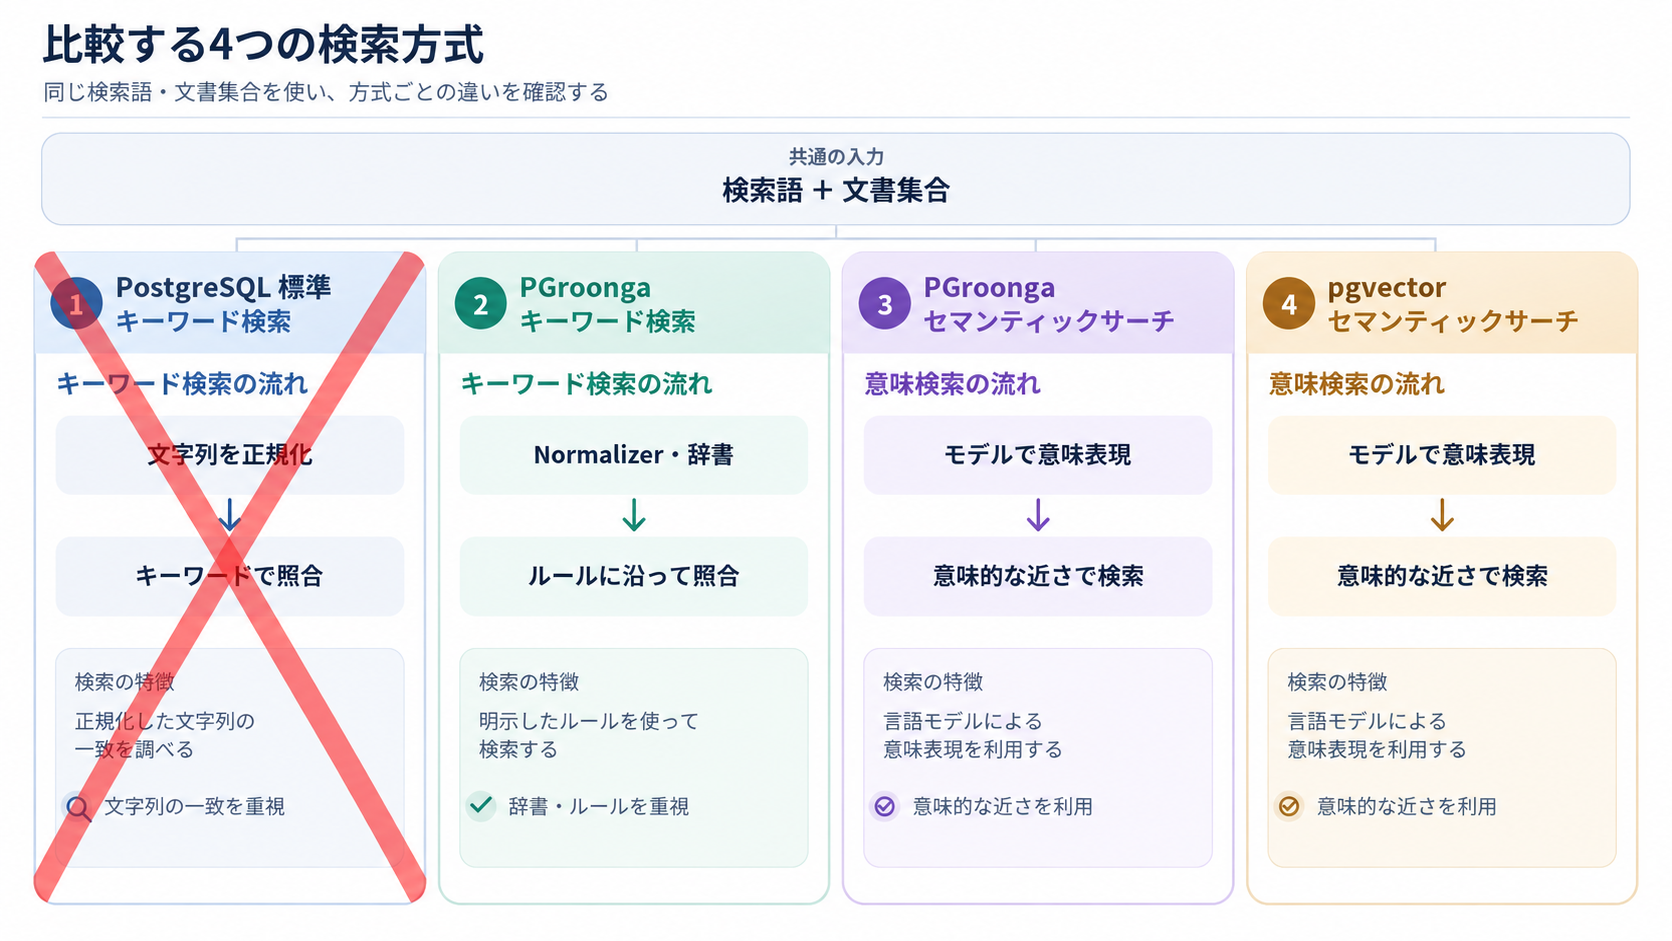 比較する4つの検索方式
同じ検索語・文書集合を使い、方式ごとの違いを確認する
共通の入力
検索語 + 文書集合
1
PostgreSQL 標準
キーワード検索
キーワード検索の流れ
文字列を正規化
キーワードで照合
検索の特徴
正規化した文字列の
一致を調べる
文字列の一致を重視
2
PGroonga
キーワード検索
キーワード検索の流れ
Normalizer・辞書
ルールに沿って照合
検索の特徴
明示したルールを使って
検索する
辞書・ルールを重視
3
PGroonga
セマンティックサーチ
意味検索の流れ
モデルで意味表現
意味的な近さで検索
検索の特徴
言語モデルによる
意味表現を利用する
意味的な近さを利用
4
pgvector
セマンティックサーチ
意味検索の流れ
モデルで意味表現
意味的な近さで検索
検索の特徴
言語モデルによる
意味表現を利用する
意味的な近さを利用